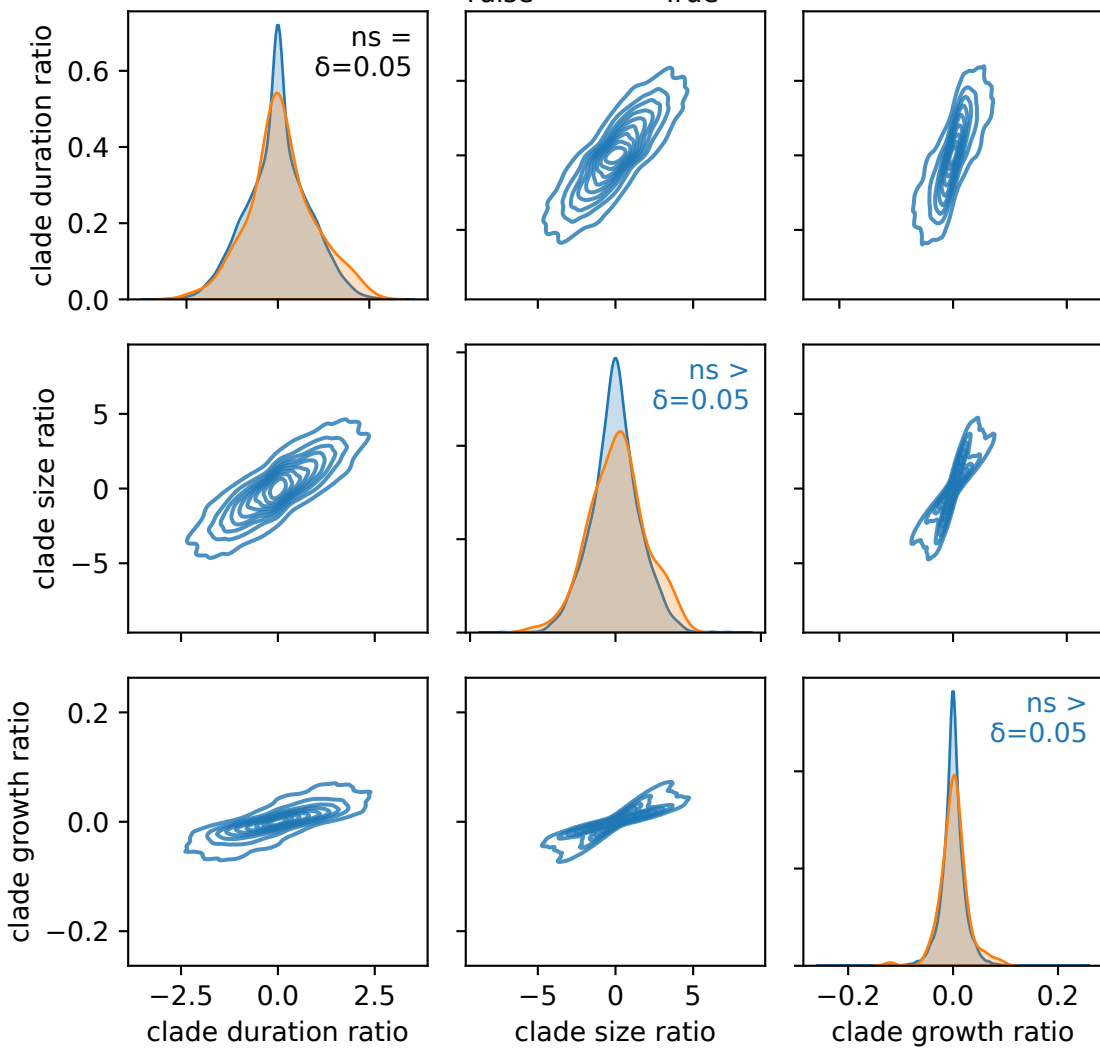 clade duration ratio
0.6
0.4
0.2
0.0
ns =
δ=0.05
clade size ratio
5
0
−5
ns >
δ=0.05
clade growth ratio
0.2
0.0
−0.2
ns >
δ=0.05
−2.5 0.0 2.5
−5 0 5
−0.2 0.0 0.2
clade duration ratio
clade size ratio
clade growth ratio